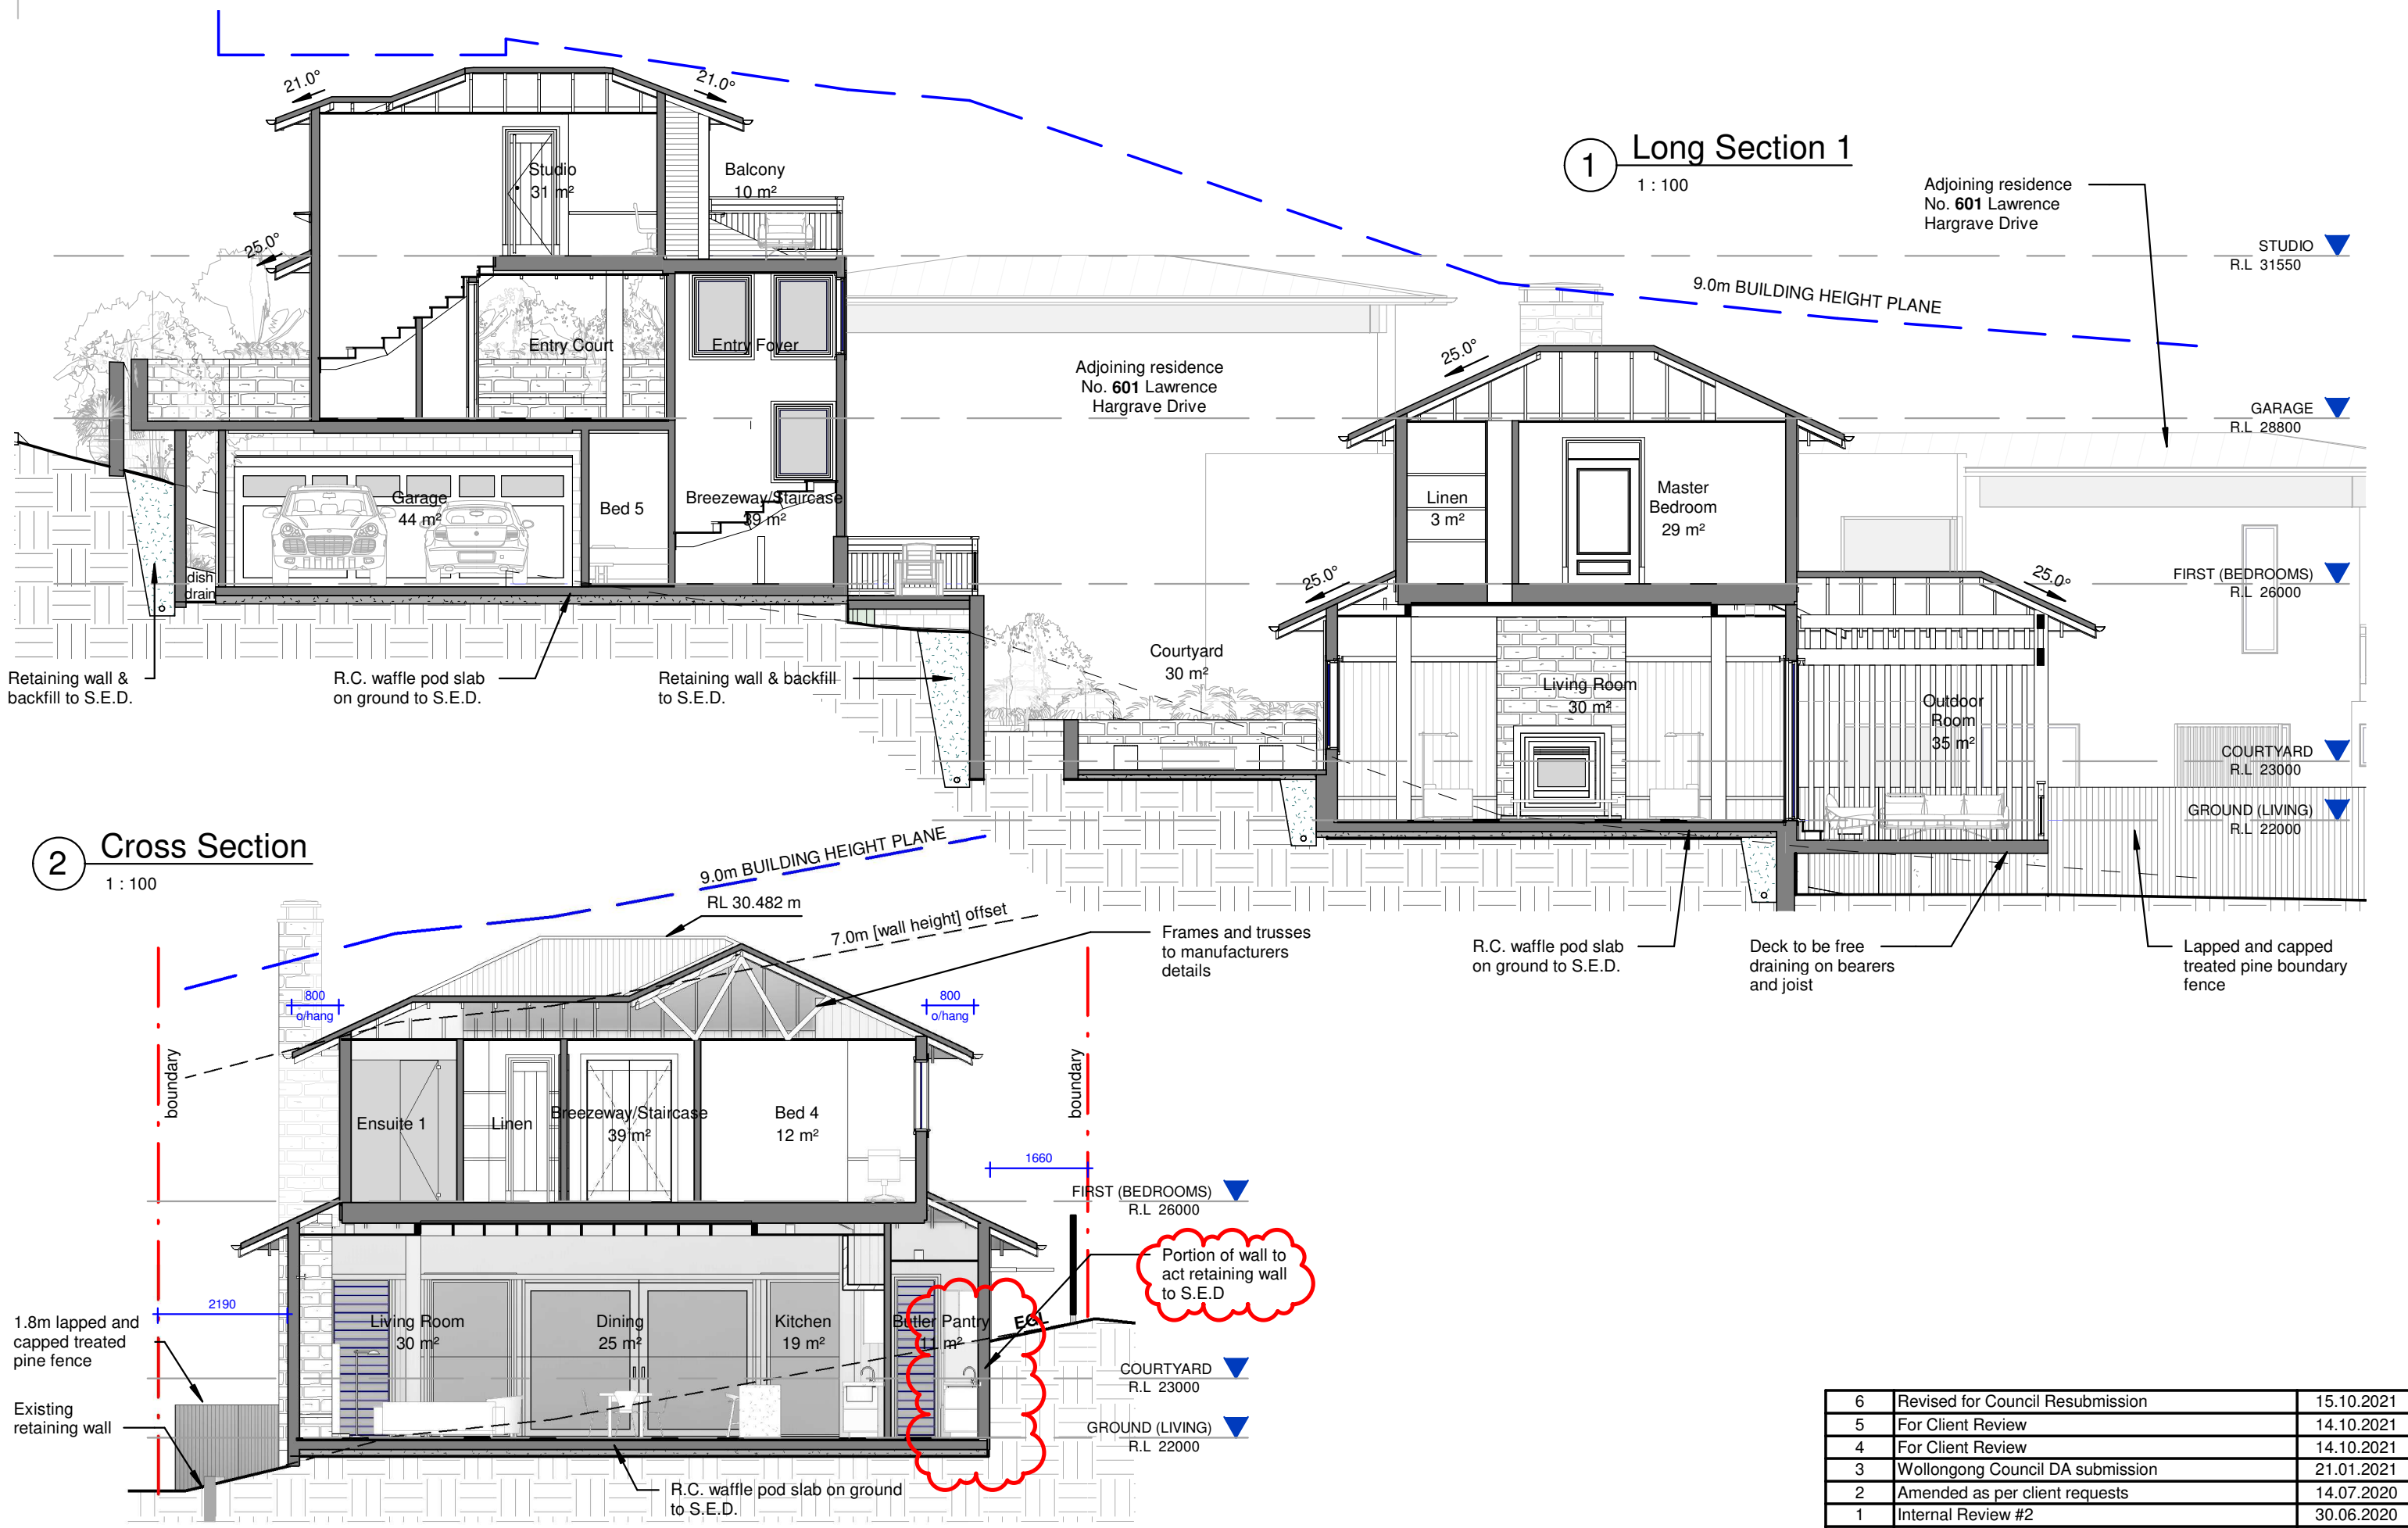 21.0°
21.0°
Studio
31 m²
Balcony
10 m²
25.0°
Entry Court
Entry Foyer
Garage
44 m²
Bed 5
Breezeway/Staircase
39 m²
dish
drain
Retaining wall &
backfill to S.E.D.
R.C. waffle pod slab
on ground to S.E.D.
Retaining wall & backfill
to S.E.D.
1
Long Section 1
1 : 100
Adjoining residence
No. 601 Lawrence
Hargrave Drive
9.0m BUILDING HEIGHT PLANE
Adjoining residence
No. 601 Lawrence
Hargrave Drive
25.0°
Linen
3 m²
Master
Bedroom
29 m²
25.0°
25.0°
Courtyard
30 m²
Living Room
30 m²
Outdoor
Room
35 m²
STUDIO
R.L 31550
GARAGE
R.L 28800
FIRST (BEDROOMS)
R.L 26000
COURTYARD
R.L 23000
GROUND (LIVING)
R.L 22000
R.C. waffle pod slab
on ground to S.E.D.
Deck to be free
draining on bearers
and joist
Lapped and capped
treated pine boundary
fence
2
Cross Section
1 : 100
9.0m BUILDING HEIGHT PLANE
RL 30.482 m
7.0m [wall height] offset
Frames and trusses
to manufacturers
details
800
o/hang
800
o/hang
boundary
boundary
Ensuite 1
Linen
Breezeway/Staircase
39 m²
Bed 4
12 m²
1660
FIRST (BEDROOMS)
R.L 26000
Portion of wall to
act retaining wall
to S.E.D
2190
Living Room
30 m²
Dining
25 m²
Kitchen
19 m²
Butler Pantry
11 m²
EGL
1.8m lapped and
capped treated
pine fence
Existing
retaining wall
COURTYARD
R.L 23000
GROUND (LIVING)
R.L 22000
R.C. waffle pod slab on ground
to S.E.D.
6 Revised for Council Resubmission 15.10.2021
5 For Client Review 14.10.2021
4 For Client Review 14.10.2021
3 Wollongong Council DA submission 21.01.2021
2 Amended as per client requests 14.07.2020
1 Internal Review #2 30.06.2020